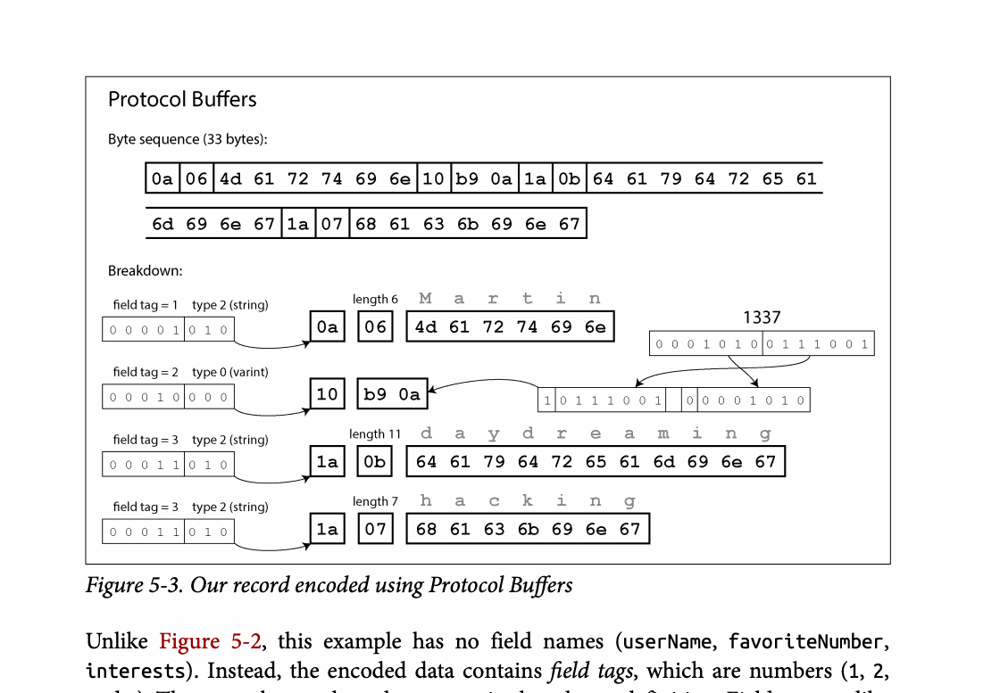 Protocol Buffers
Byte sequence (33 bytes):
0a 06 4d 61 72 74 69 6e 10 b9 0a 1a 0b 64 61 79 64 72 65 61
6d 69 6e 67 1a 07 68 61 63 6b 69 6e 67
Breakdown:
field tag = 1 type 2 (string) length 6 M a r t i n
0 0 0 0 1 0 1 0 0a 06 4d 61 72 74 69 6e
1337
0 0 0 1 0 1 0 0 1 1 1 0 0 1
field tag = 2 type 0 (varint)
0 0 0 1 0 0 0 0 10 b9 0a
1 0 1 1 1 0 0 1 0 0 0 0 1 0 1 0
field tag = 3 type 2 (string) length 11 d a y d r e a m i n g
0 0 0 1 1 0 1 0 1a 0b 64 61 79 64 72 65 61 6d 69 6e 67
field tag = 3 type 2 (string) length 7 h a c k i n g
0 0 0 1 1 0 1 0 1a 07 68 61 63 6b 69 6e 67
Figure 5-3. Our record encoded using Protocol Buffers
Unlike Figure 5-2, this example has no field names (userName, favoriteNumber,
interests). Instead, the encoded data contains field tags, which are numbers (1, 2,